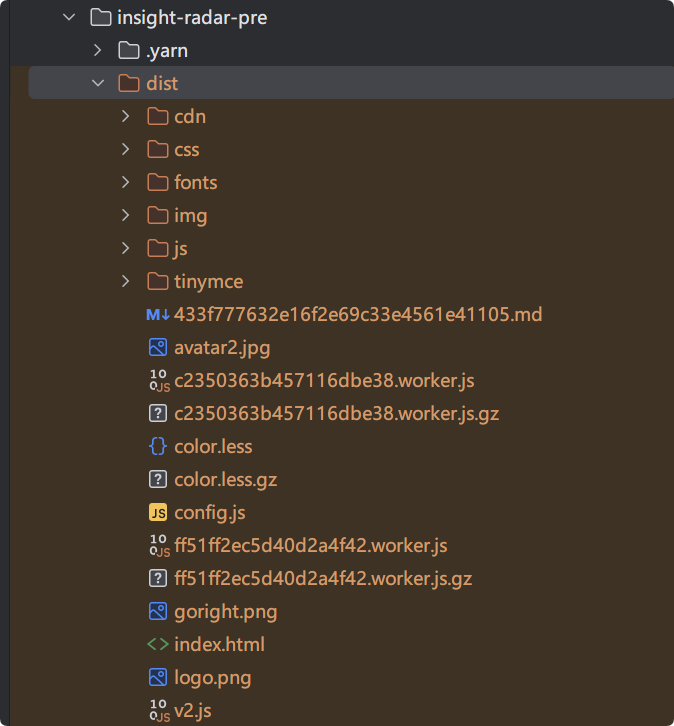 insight-radar-pre
.yarn
dist
cdn
css
fonts
img
js
tinymce
M↓ 433f777632e16f2e69c33e4561e41105.md
avatar2.jpg
c2350363b457116dbe38.worker.js
c2350363b457116dbe38.worker.js.gz
color.less
color.less.gz
JS config.js
ff51ff2ec5d40d2a4f42.worker.js
ff51ff2ec5d40d2a4f42.worker.js.gz
goright.png
index.html
logo.png
v2.js